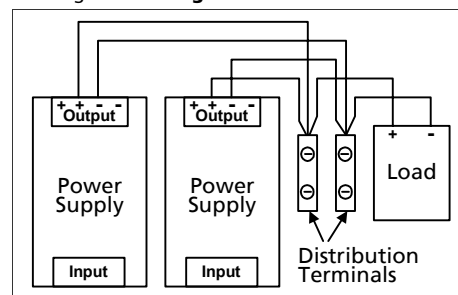 + + - -
Output
Power
Supply
Input
+ + - -
Output
Power
Supply
Input
+ -
Load
Distribution
Terminals